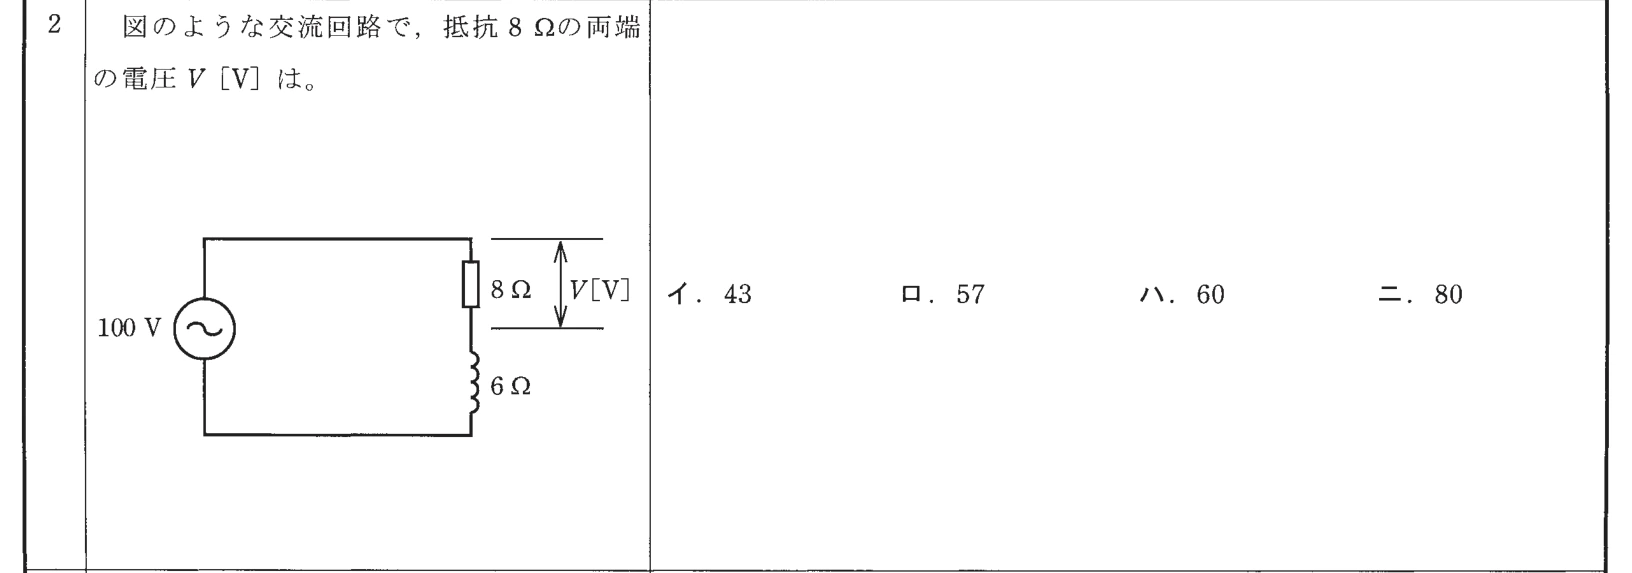 2
図のような交流回路で，抵抗 8 Ωの両端
の電圧 V［V］は。
100 V
8 Ω
V[V]
6 Ω
イ．43
ロ．57
ハ．60
ニ．80